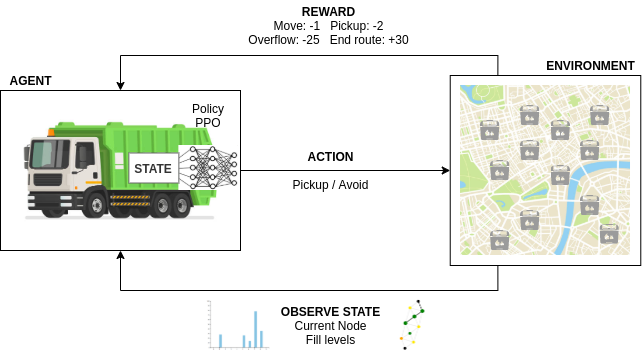 REWARD
Move: -1 Pickup: -2
Overflow: -25 End route: +30
AGENT
ENVIRONMENT
Policy
PPO
STATE
ACTION
Pickup / Avoid
OBSERVE STATE
Current Node
Fill levels